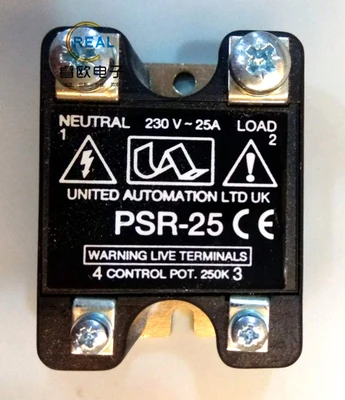 REAL
睿欧电子
NEUTRAL 230 V~ 25A LOAD
1 2
UNITED AUTOMATION LTD UK
PSR-25 CE
WARNING LIVE TERMINALS
4 CONTROL POT. 250K 3